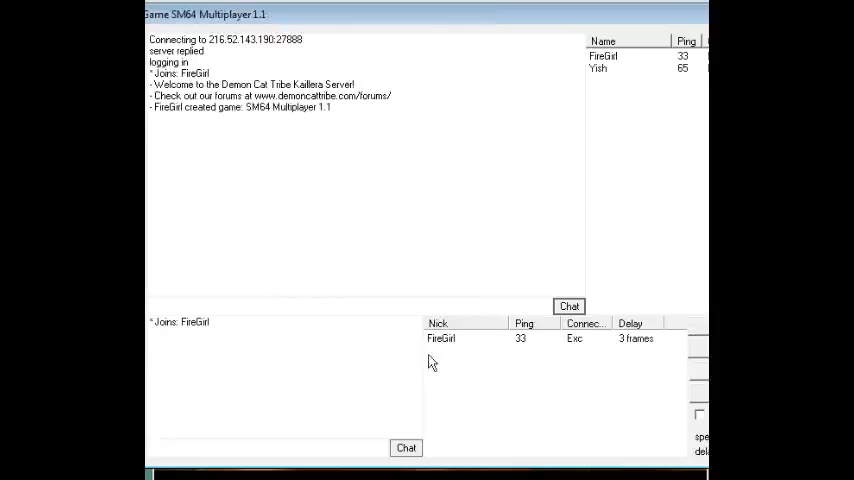 Game SM64 Multiplayer 1.1
Connecting to 216.52.143.190:27888
server replied
logging in
* Joins: FireGirl
- Welcome to the Demon Cat Tribe Kaillera Server!
- Check out our forums at www.demoncattribe.com/forums/
- FireGirl created game: SM64 Multiplayer 1.1
Name Ping
FireGirl 33
Yish 65
Chat
* Joins: FireGirl
Nick Ping Connec... Delay
FireGirl 33 Exc 3 frames
Chat
spe
dela